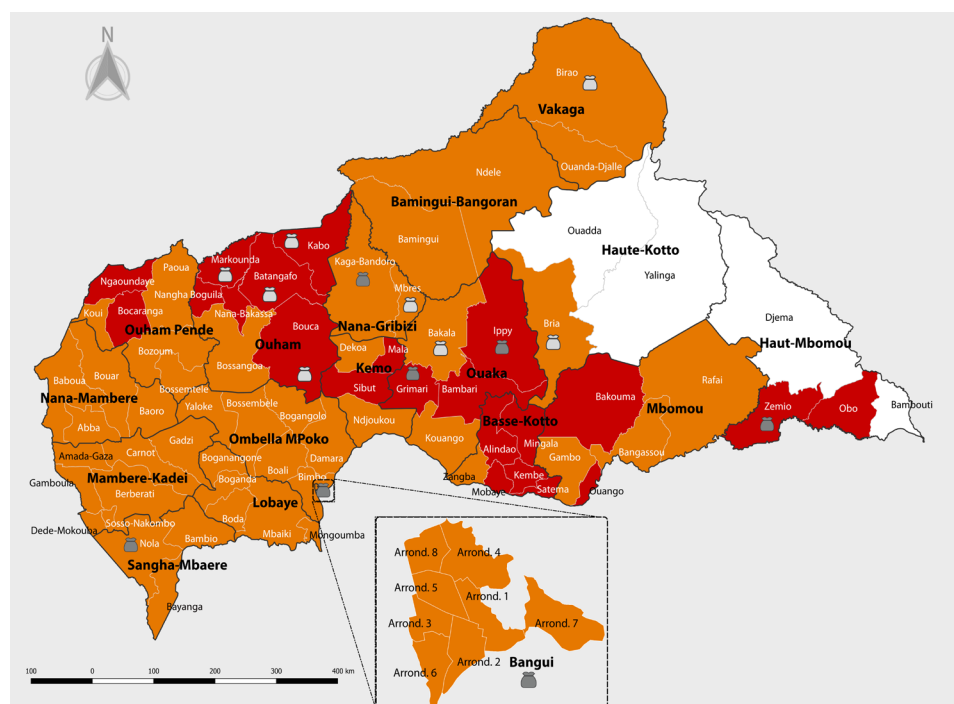 N
Birao
Vakaga
Ouanda-Djalle
Ndele
Bamingui-Bangoran
Bamingui
Ouadda
Haute-Kotto
Yalinga
Djema
Haut-Mbomou
Bambouti
Kabo
Markounda
Batangafo
Kaga-Bandoro
Mbres
Paoua
Ngaoundaye
Nangha Boguila
Koui
Bocaranga
Ouham Pende
Nana-Bakassa
Bouca
Ouham
Nana-Gribizi
Bakala
Ippy
Bria
Dekoa
Mala
Kemo
Bozoum
Bossangoa
Baboua
Bouar
Nana-Mambere
Bossemtele
Sibut
Grimari
Bambari
Ouaka
Bakouma
Rafai
Mbomou
Zemio
Obo
Abba
Baoro
Yaloke
Bossembèle
Bogangolo
Ndjoukou
Basse-Kotto
Kouango
Alindao
Mingala
Gambo
Bangassou
Gadzi
Ombella MPoko
Amada-Gaza
Carnot
Boganangone
Damara
Boali
Bimbo
Zangba
Kembe
Mobaye
Satema
Ouango
Gamboula
Mambere-Kadei
Boganda
Berberati
Lobaye
Dede-Mokouba
Sosso-Nakombo
Boda
Mbaiki
Mongoumba
Nola
Bambio
Sangha-Mbaere
Bayanga
Arrond. 8
Arrond. 4
Arrond. 5
Arrond. 1
Arrond. 3
Arrond. 7
Arrond. 6
Arrond. 2
Bangui
100 0 100 200 300 400 km